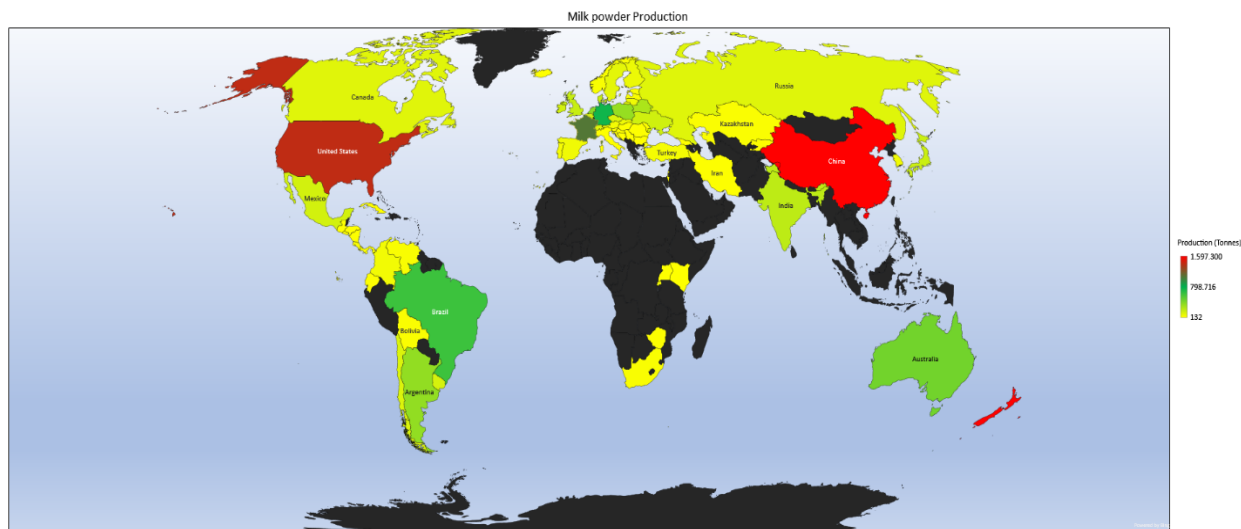 Milk powder Production
Canada
Russia
United States
Kazakhstan
Turkey
China
Iran
Mexico
India
Production (Tonnes)
1.597.300
798.716
132
Brazil
Bolivia
Australia
Argentina